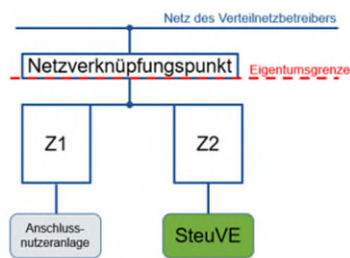 Netz des Verteilnetzbetreibers
Netzverknüpfungspunkt
Eigentumsgrenze
Z1
Z2
Anschluss-
nutzeranlage
SteuVE